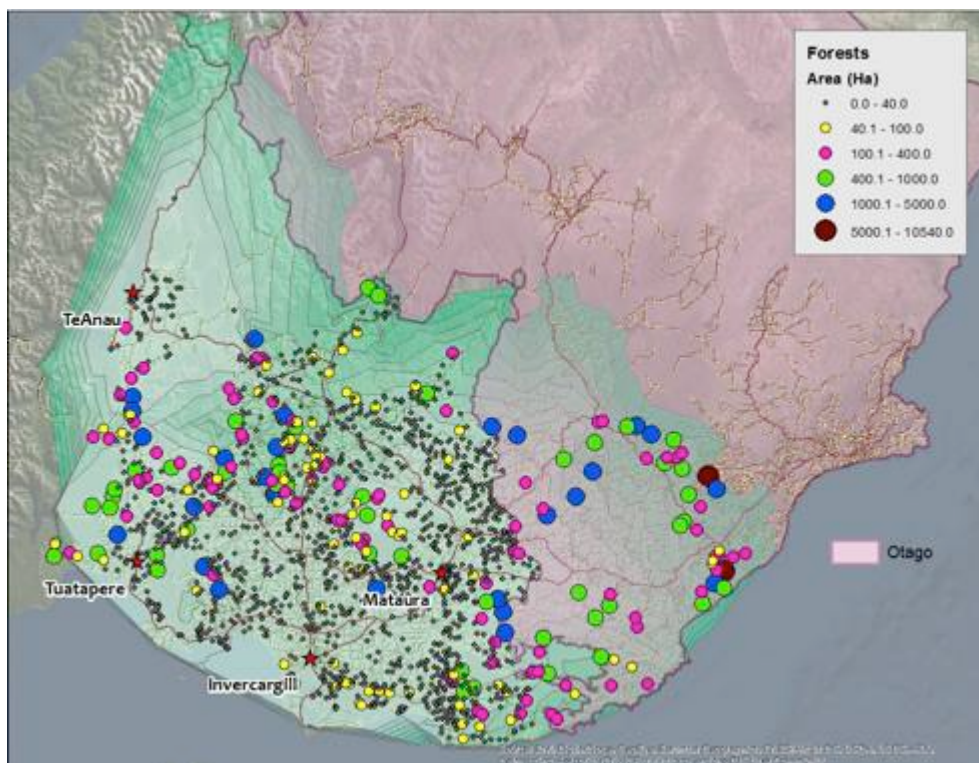 Forests
Area (Ha)
0.0 - 40.0
40.1 - 100.0
100.1 - 400.0
400.1 - 1000.0
1000.1 - 5000.0
5000.1 - 10540.0
TeAnau
Otago
Tuatapere
Mataura
Invercargill